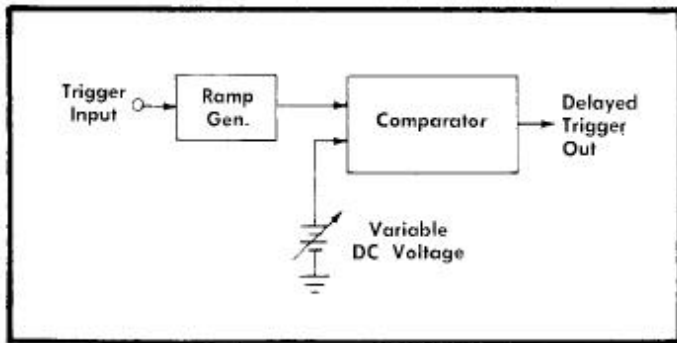 Trigger
Input
Ramp
Gen.
Comparator
Delayed
Trigger
Out
Variable
DC Voltage